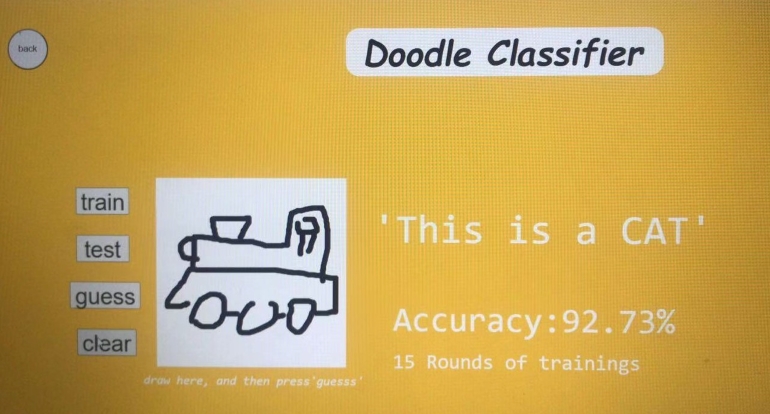 back
Doodle Classifier
train
test
guess
clear
'This is a CAT'
Accuracy:92.73%
15 Rounds of trainings
draw here, and then press'guesss'